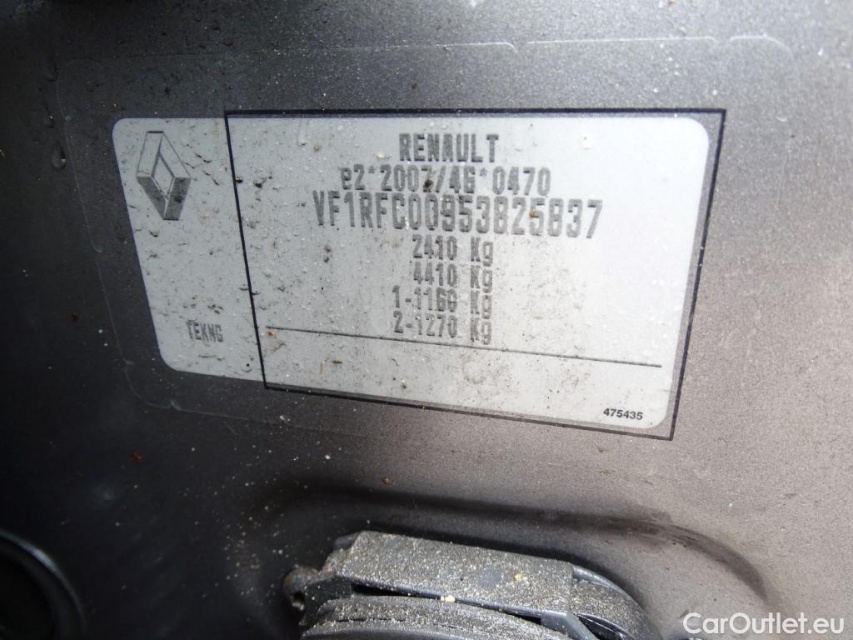 RENAULT
e2*2007/46*0470
VF1RFC00953825837
2410 Kg
4410 Kg
1-1160 Kg
2-1270 Kg
TEKNG
475435
CarOutlet.eu